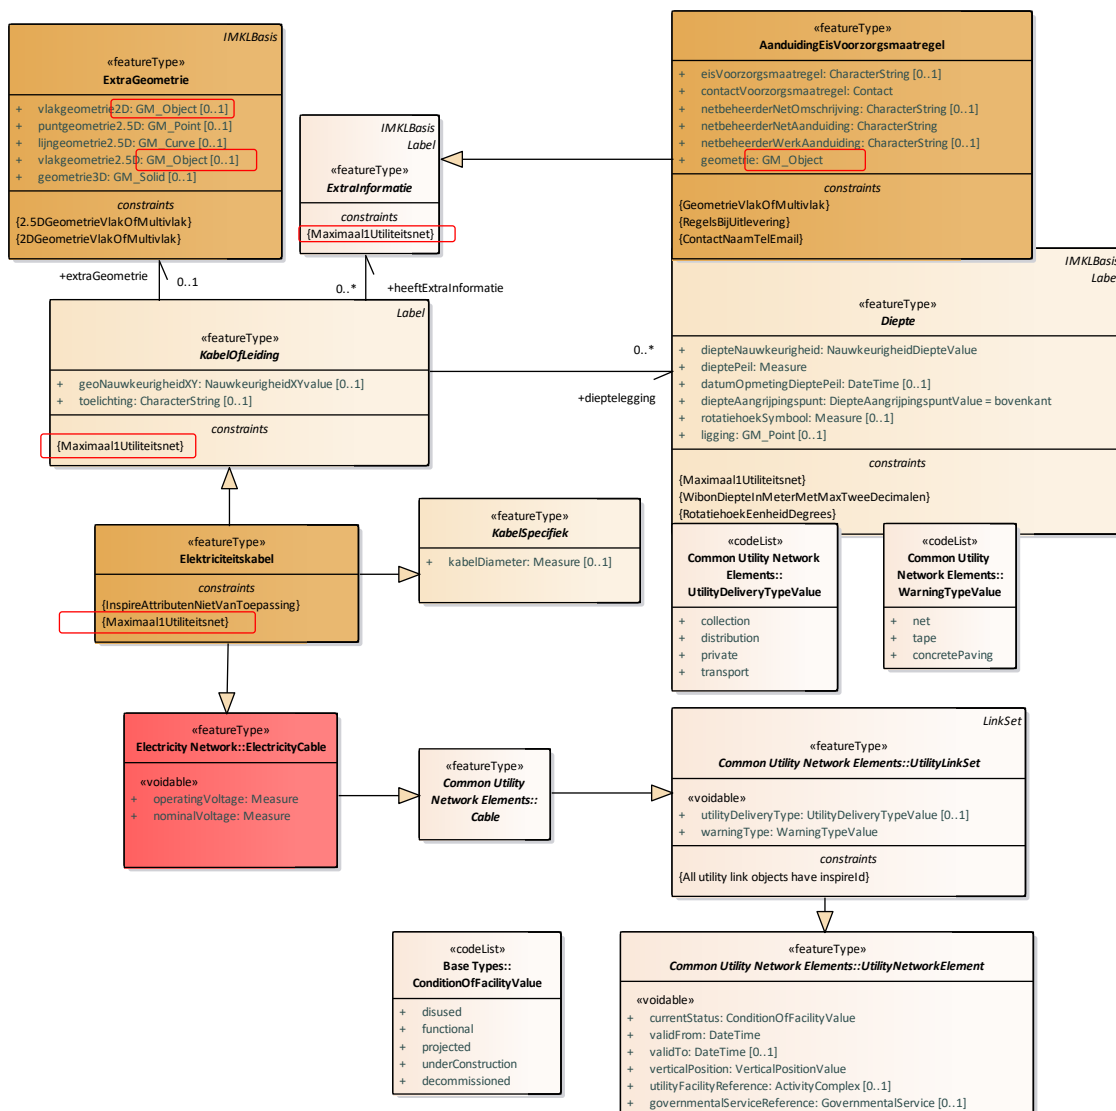 IMKLBasis
«featureType»
ExtraGeometrie
+ vlakgeometrie2D: GM_Object [0..1]
+ puntgeometrie2.5D: GM_Point [0..1]
+ lijngeometrie2.5D: GM_Curve [0..1]
+ vlakgeometrie2.5D: GM_Object [0..1]
+ geometrie3D: GM_Solid [0..1]
constraints
{2.5DGeometrieVlakOfMultivlak}
{2DGeometrieVlakOfMultivlak}
IMKLBasis
Label
«featureType»
ExtraInformatie
constraints
{Maximaal1Utiliteitsnet}
«featureType»
AanduidingEisVoorzorgsmaatregel
+ eisVoorzorgsmaatregel: CharacterString [0..1]
+ contactVoorzorgsmaatregel: Contact
+ netbeheerderNetOmschrijving: CharacterString [0..1]
+ netbeheerderNetAanduiding: CharacterString
+ netbeheerderWerkAanduiding: CharacterString [0..1]
+ geometrie: GM_Object
constraints
{GeometrieVlakOfMultivlak}
{RegelsBijUitlevering}
{ContactNaamTelEmail}
+extraGeometrie
0..1
0..*
+heeftExtraInformatie
Label
«featureType»
KabelOfLeiding
+ geoNauwkeurigheidXY: NauwkeurigheidXYvalue [0..1]
+ toelichting: CharacterString [0..1]
constraints
{Maximaal1Utiliteitsnet}
0..*
+dieptelegging
IMKLBasis
Label
«featureType»
Diepte
+ diepteNauwkeurigheid: NauwkeurigheidDiepteValue
+ dieptePeil: Measure
+ datumOpmetingDieptePeil: DateTime [0..1]
+ diepteAangrijpingspunt: DiepteAangrijpingspuntValue = bovenkant
+ rotatiehoekSymbool: Measure [0..1]
+ ligging: GM_Point [0..1]
constraints
{Maximaal1Utiliteitsnet}
{WibonDiepteInMeterMetMaxTweeDecimalen}
{RotatiehoekEenheidDegrees}
«featureType»
Elektriciteitskabel
constraints
{InspireAttributenNietVanToepassing}
{Maximaal1Utiliteitsnet}
«featureType»
KabelSpecifiek
+ kabelDiameter: Measure [0..1]
«codeList»
Common Utility Network
Elements::
UtilityDeliveryTypeValue
+ collection
+ distribution
+ private
+ transport
«codeList»
Common Utility
Network Elements::
WarningTypeValue
+ net
+ tape
+ concretePaving
«featureType»
Electricity Network::ElectricityCable
«voidable»
+ operatingVoltage: Measure
+ nominalVoltage: Measure
«featureType»
Common Utility
Network Elements::
Cable
LinkSet
«featureType»
Common Utility Network Elements::UtilityLinkSet
«voidable»
+ utilityDeliveryType: UtilityDeliveryTypeValue [0..1]
+ warningType: WarningTypeValue
constraints
{All utility link objects have inspireId}
«codeList»
Base Types::
ConditionOfFacilityValue
+ disused
+ functional
+ projected
+ underConstruction
+ decommissioned
«featureType»
Common Utility Network Elements::UtilityNetworkElement
«voidable»
+ currentStatus: ConditionOfFacilityValue
+ validFrom: DateTime
+ validTo: DateTime [0..1]
+ verticalPosition: VerticalPositionValue
+ utilityFacilityReference: ActivityComplex [0..1]
+ governmentalServiceReference: GovernmentalService [0..1]